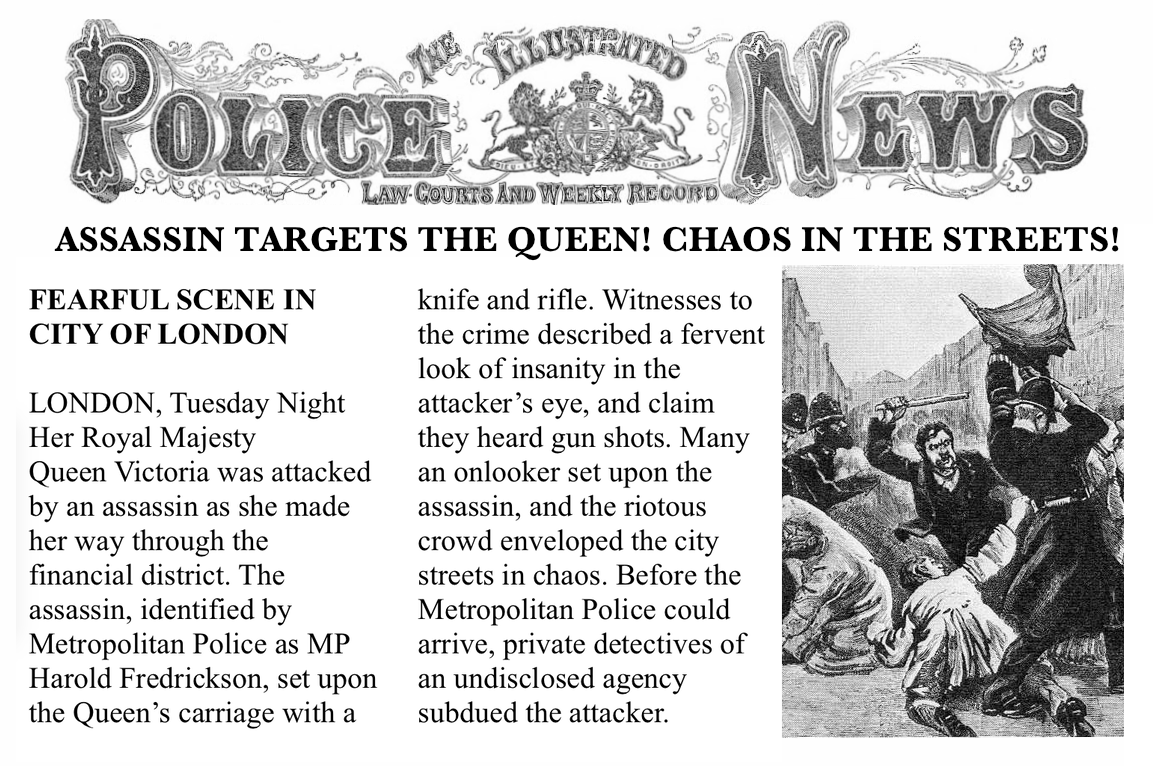 THE ILLUSTRATED
POLICE NEWS
LAW-COURTS AND WEEKLY RECORD
ASSASSIN TARGETS THE QUEEN! CHAOS IN THE STREETS!
FEARFUL SCENE IN
CITY OF LONDON
LONDON, Tuesday Night
Her Royal Majesty
Queen Victoria was attacked
by an assassin as she made
her way through the
financial district. The
assassin, identified by
Metropolitan Police as MP
Harold Fredrickson, set upon
the Queen’s carriage with a
knife and rifle. Witnesses to
the crime described a fervent
look of insanity in the
attacker’s eye, and claim
they heard gun shots. Many
an onlooker set upon the
assassin, and the riotous
crowd enveloped the city
streets in chaos. Before the
Metropolitan Police could
arrive, private detectives of
an undisclosed agency
subdued the attacker.